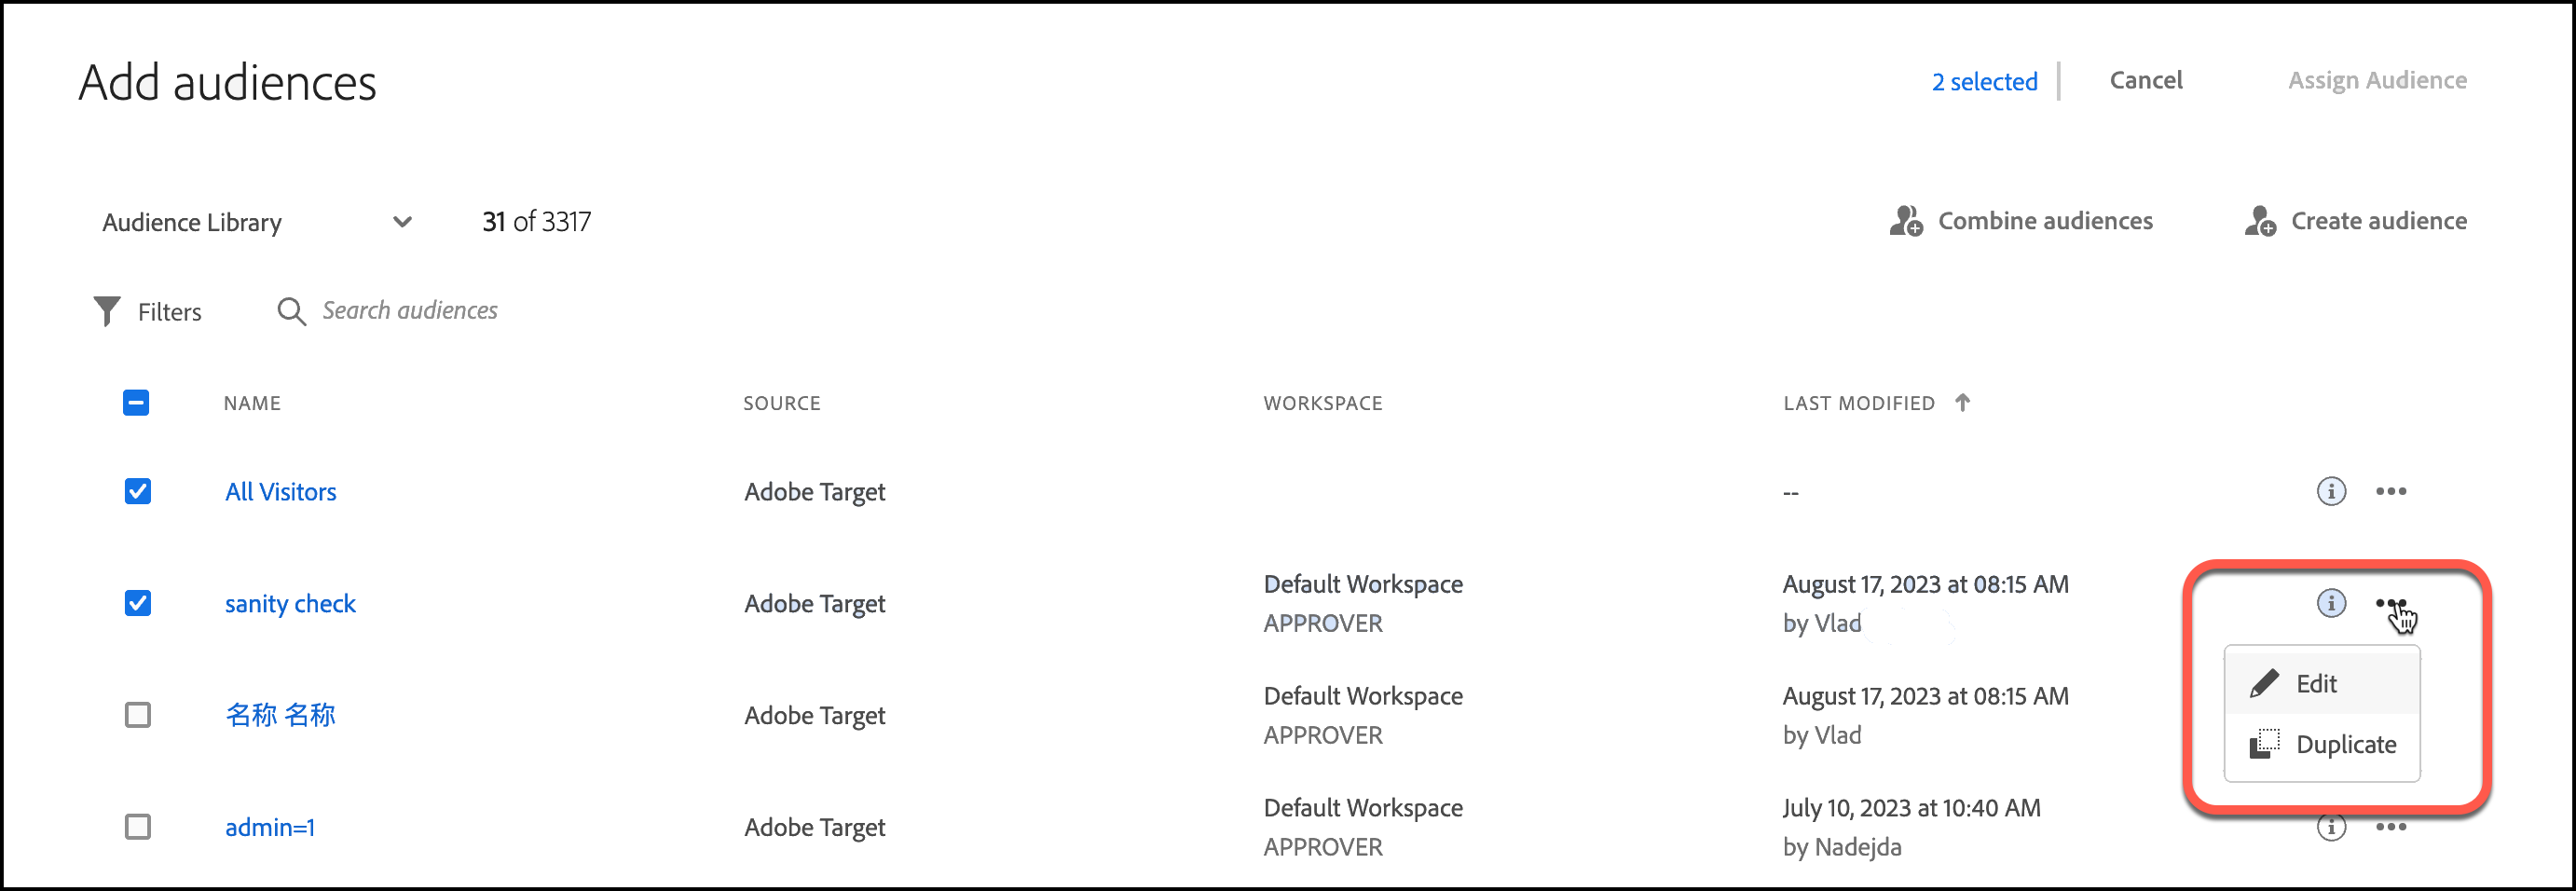 Add audiences
2 selected
Cancel
Assign Audience
Audience Library
31 of 3317
Combine audiences
Create audience
Filters
Search audiences
NAME
SOURCE
WORKSPACE
LAST MODIFIED
All Visitors
Adobe Target
--
sanity check
Adobe Target
Default Workspace
APPROVER
August 17, 2023 at 08:15 AM
by Vlad
Edit
Duplicate
名称 名称
Adobe Target
Default Workspace
APPROVER
August 17, 2023 at 08:15 AM
by Vlad
admin=1
Adobe Target
Default Workspace
APPROVER
July 10, 2023 at 10:40 AM
by Nadejda